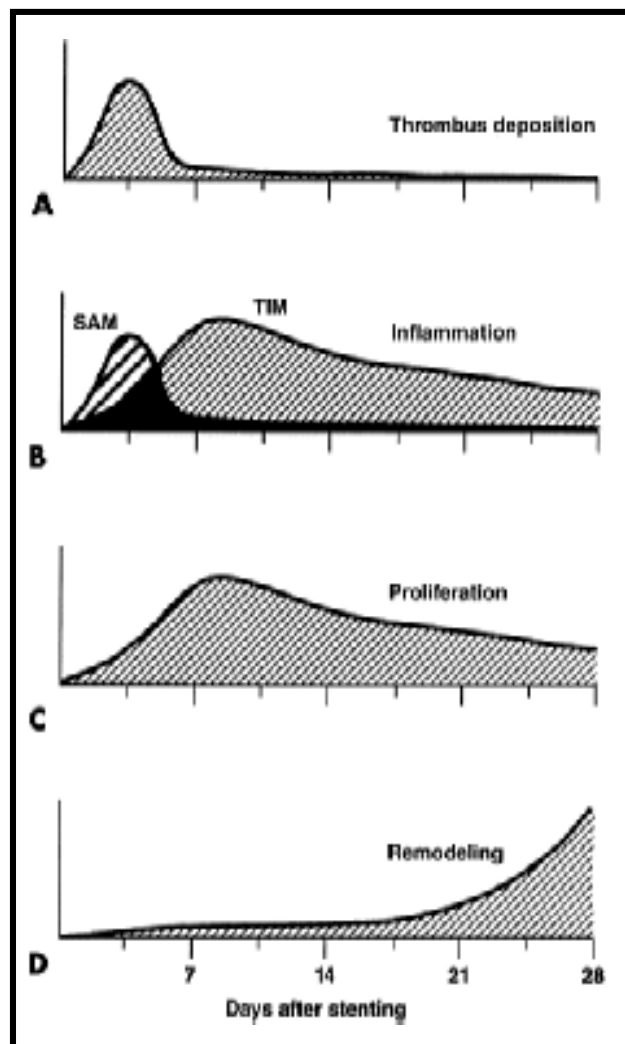 Thrombus deposition
A
SAM
TIM
Inflammation
B
Proliferation
C
Remodeling
D
7 14 21 28
Days after stenting